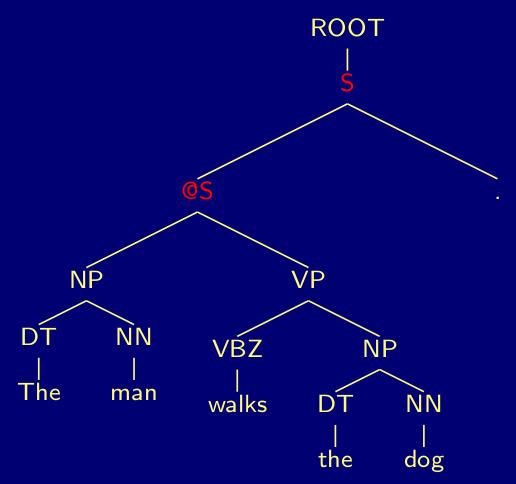 ROOT
S
@S .
NP VP
DT NN VBZ NP
The man walks DT NN
the dog